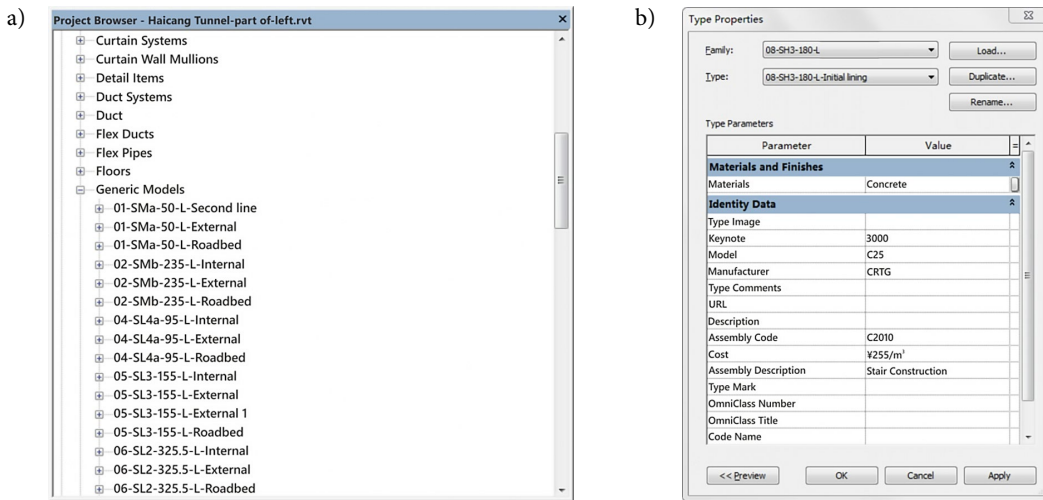 a)
Project Browser - Haicang Tunnel-part of-left.rvt
Curtain Systems
Curtain Wall Mullions
Detail Items
Duct Systems
Duct
Flex Ducts
Flex Pipes
Floors
Generic Models
01-SMa-50-L-Second line
01-SMa-50-L-External
01-SMa-50-L-Roadbed
02-SMb-235-L-Internal
02-SMb-235-L-External
02-SMb-235-L-Roadbed
04-SL4a-95-L-Internal
04-SL4a-95-L-External
04-SL4a-95-L-Roadbed
05-SL3-155-L-Internal
05-SL3-155-L-External
05-SL3-155-L-External 1
05-SL3-155-L-Roadbed
06-SL2-325.5-L-Internal
06-SL2-325.5-L-External
06-SL2-325.5-L-Roadbed
b)
Type Properties
Family: 08-SH3-180-L Load...
Type: 08-SH3-180-L-Initial lining Duplicate...
Rename...
Type Parameters
Parameter Value =
Materials and Finishes
Materials Concrete
Identity Data
Type Image
Keynote 3000
Model C25
Manufacturer CRTG
Type Comments
URL
Description
Assembly Code C2010
Cost ¥255/m³
Assembly Description Stair Construction
Type Mark
OmniClass Number
OmniClass Title
Code Name
<< Preview OK Cancel Apply